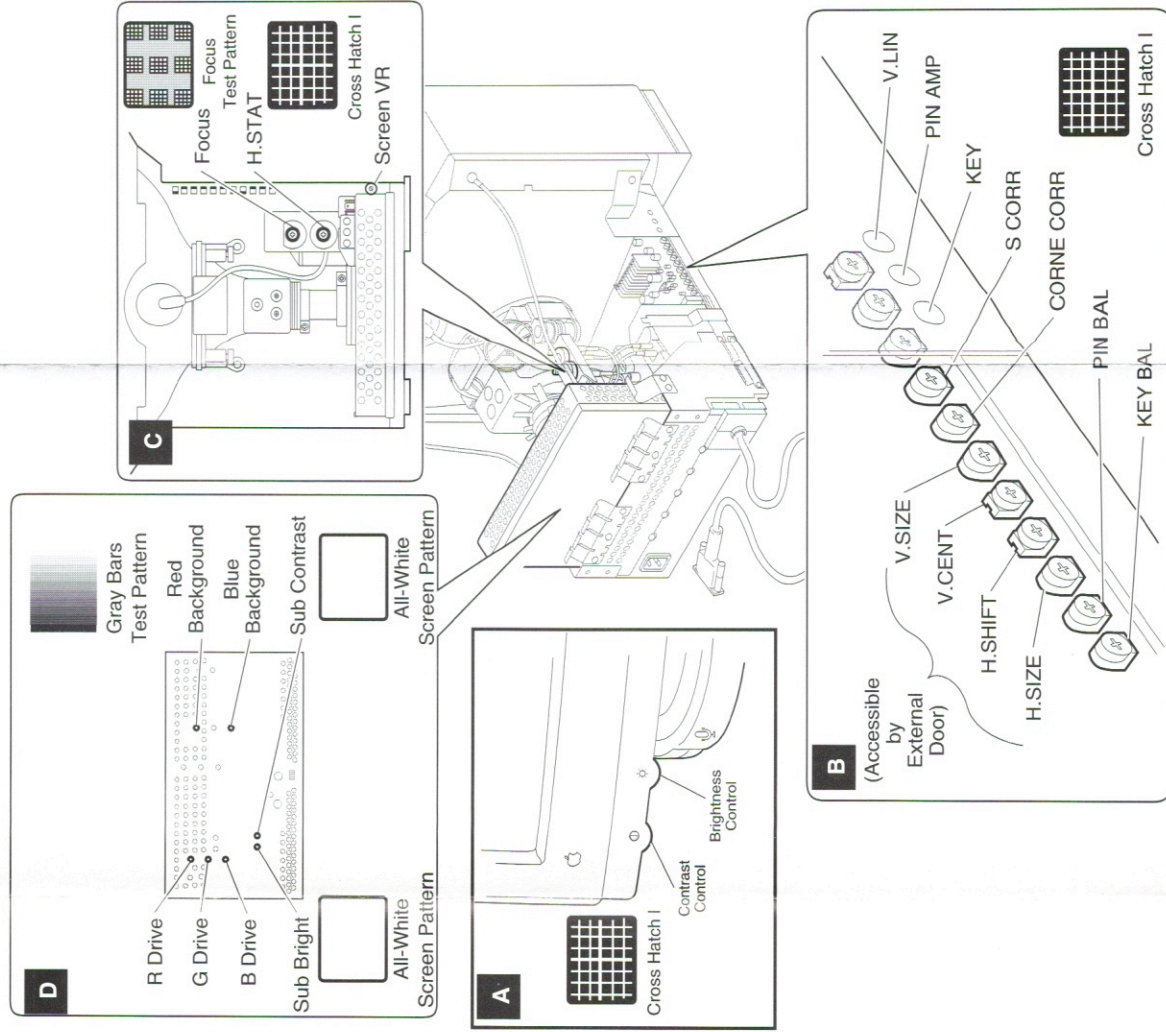 D
Gray Bars
Test Pattern
R Drive
G Drive
B Drive
Sub Bright
Red
Background
Blue
Background
Sub Contrast
All-White
Screen Pattern
All-White
Screen Pattern
C
Focus
Test Pattern
Focus
H.STAT
Cross Hatch I
Screen VR
A
Cross Hatch I
Contrast
Control
Brightness
Control
B
(Accessible
by
External
Door)
V.SIZE
V.CENT
H.SHIFT
H.SIZE
V.LIN
PIN AMP
KEY
S CORR
CORNE CORR
PIN BAL
KEY BAL
Cross Hatch I